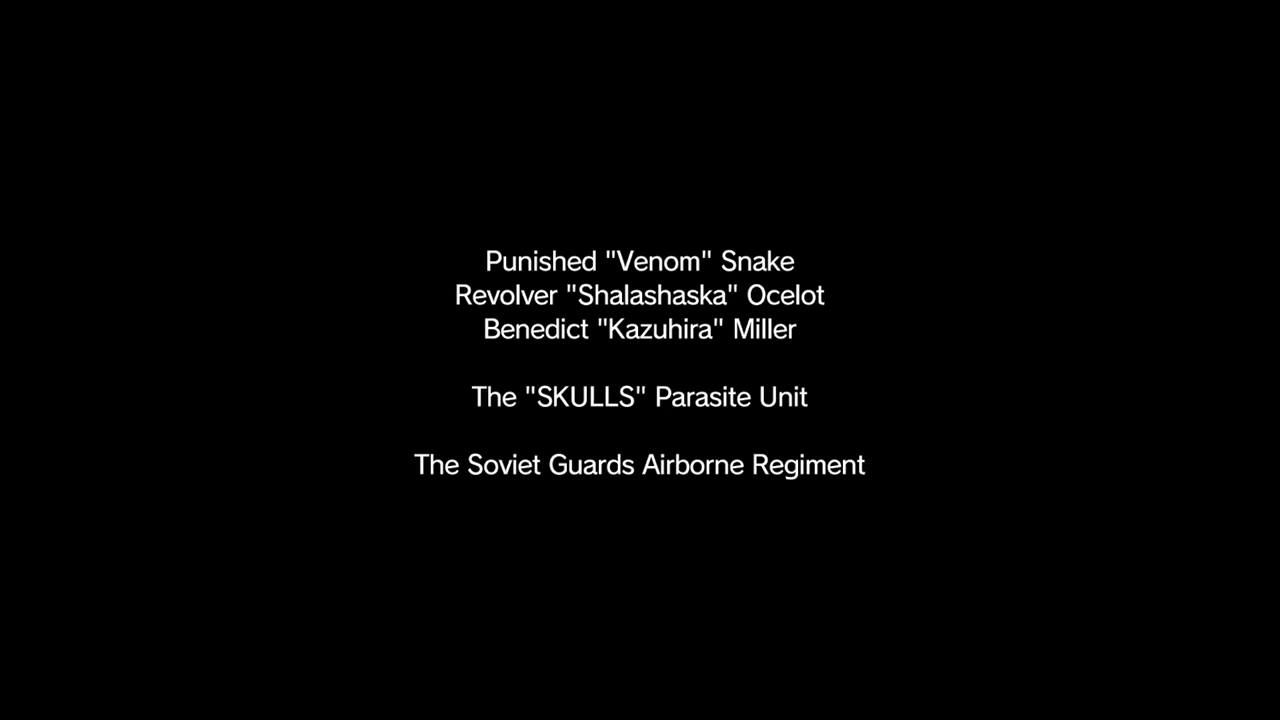 Punished "Venom" Snake
Revolver "Shalashaska" Ocelot
Benedict "Kazuhira" Miller
The "SKULLS" Parasite Unit
The Soviet Guards Airborne Regiment